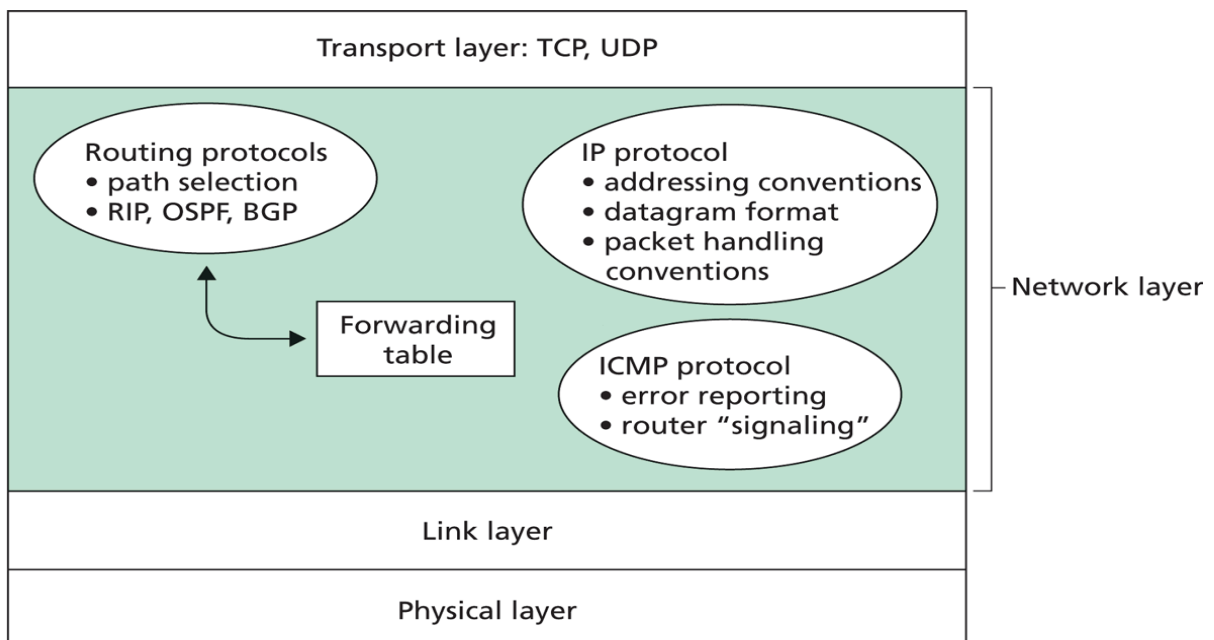 Transport layer: TCP, UDP
Routing protocols
• path selection
• RIP, OSPF, BGP
IP protocol
• addressing conventions
• datagram format
• packet handling
conventions
Network layer
Forwarding
table
ICMP protocol
• error reporting
• router “signaling”
Link layer
Physical layer